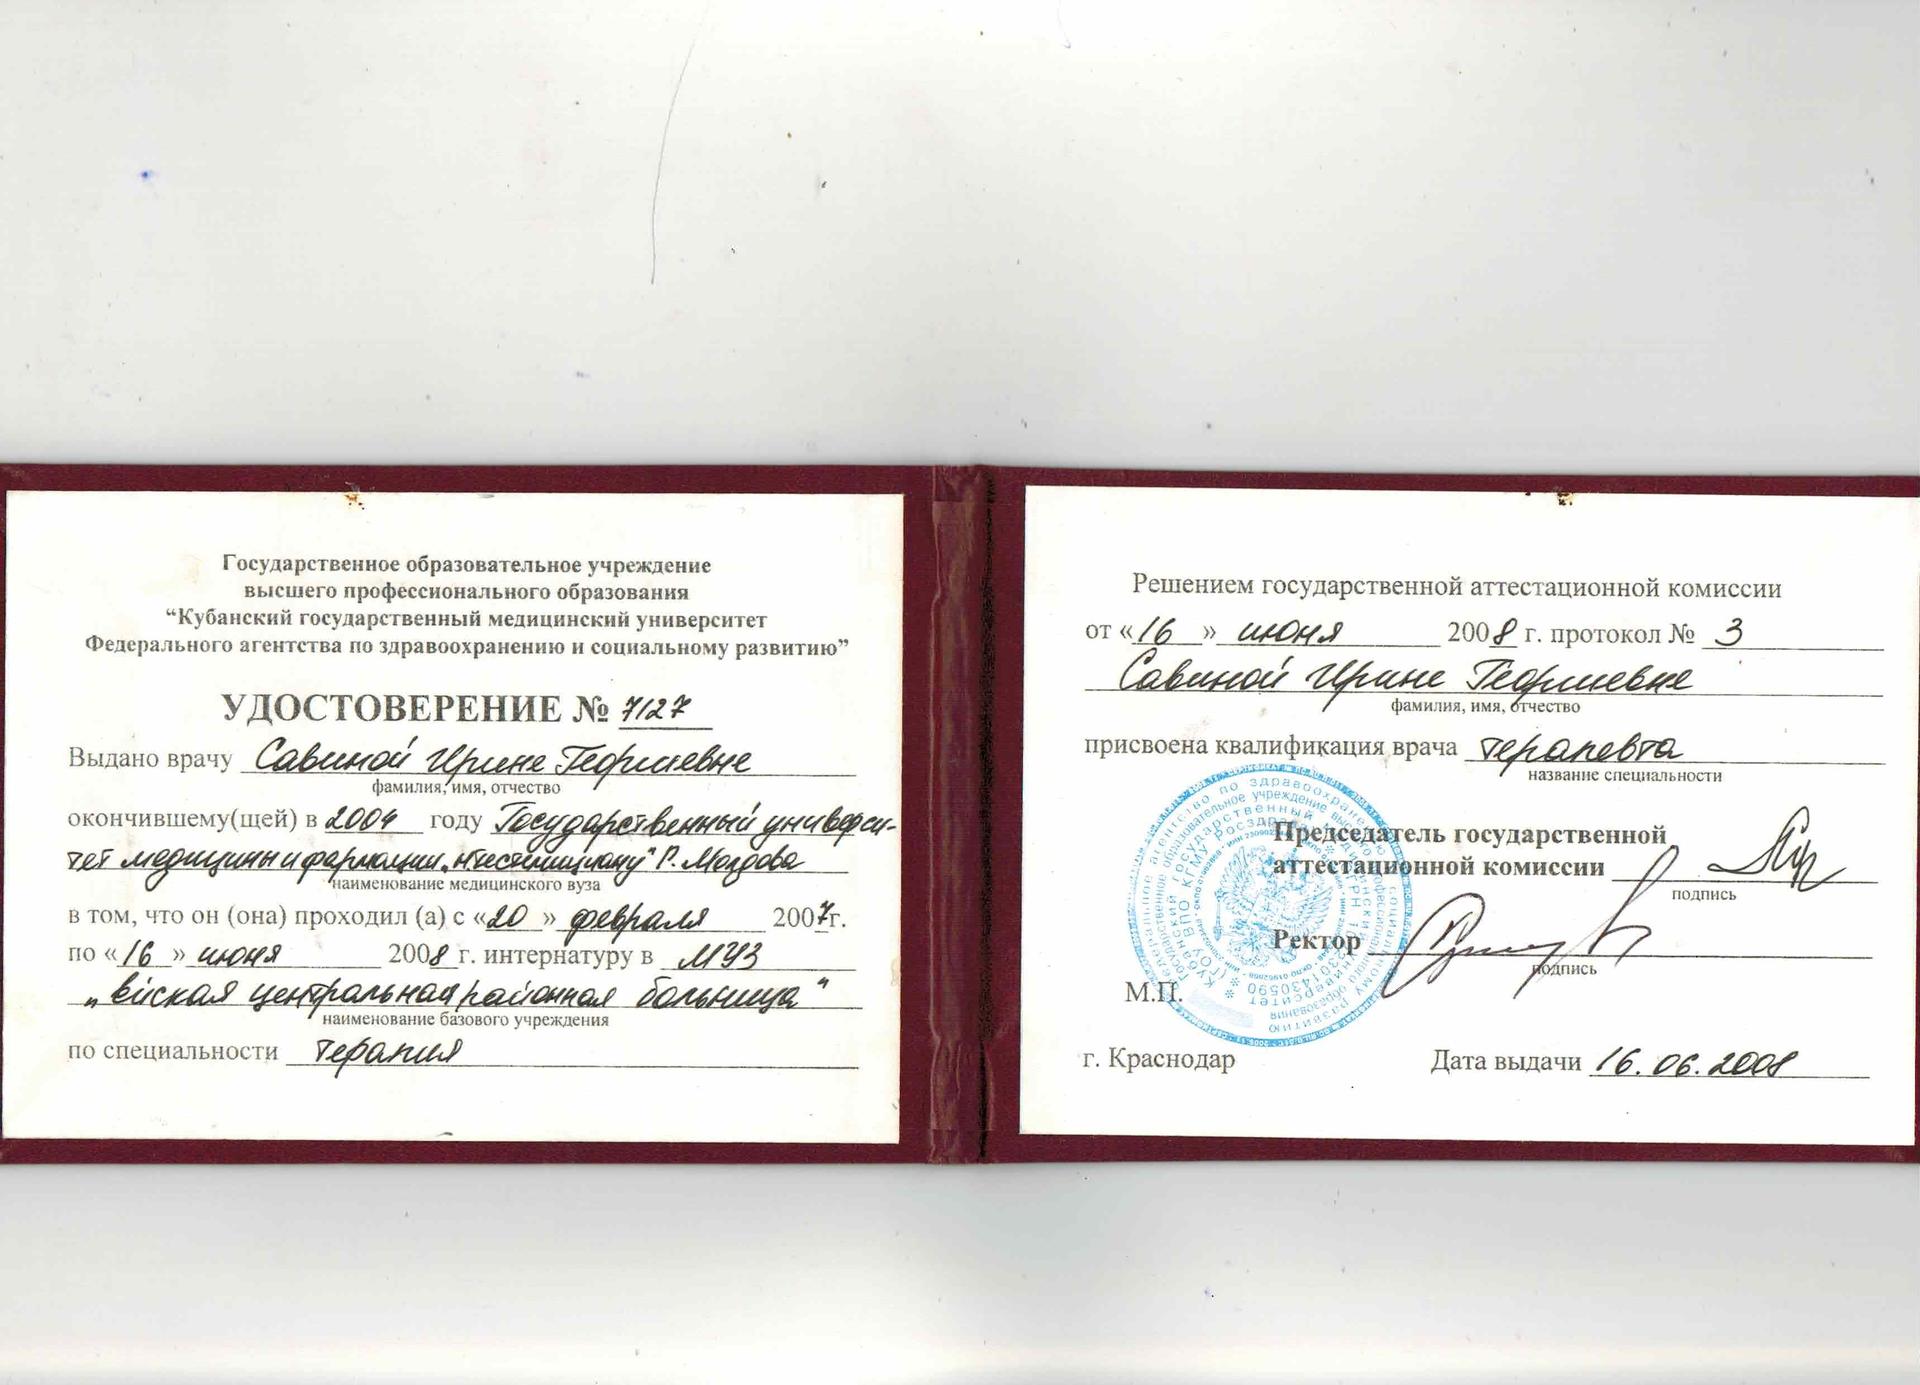 Государственное образовательное учреждение
высшего профессионального образования
“Кубанский государственный медицинский университет
Федерального агентства по здравоохранению и социальному развитию”
УДОСТОВЕРЕНИЕ № 7127
Выдано врачу Савиной Ирине Георгиевне
фамилия, имя, отчество
окончившему(щей) в 2004 году Государственный универси-
тет медицины и фармации Р. Молдова
наименование медицинского вуза
в том, что он (она) проходил (а) с «20 » февраля 2007г.
по «16 » июня 2008 г. интернатуру в МУЗ
центральная районная больница"
наименование базового учреждения
по специальности терапия
Решением государственной аттестационной комиссии
от «16 » июня 2008 г. протокол № 3
Савиной Ирине Георгиевне
фамилия, имя, отчество
присвоена квалификация врача терапевта
название специальности
Председатель государственной
аттестационной комиссии
подпись
Ректор
подпись
М.П.
г. Краснодар Дата выдачи 16.06.2008